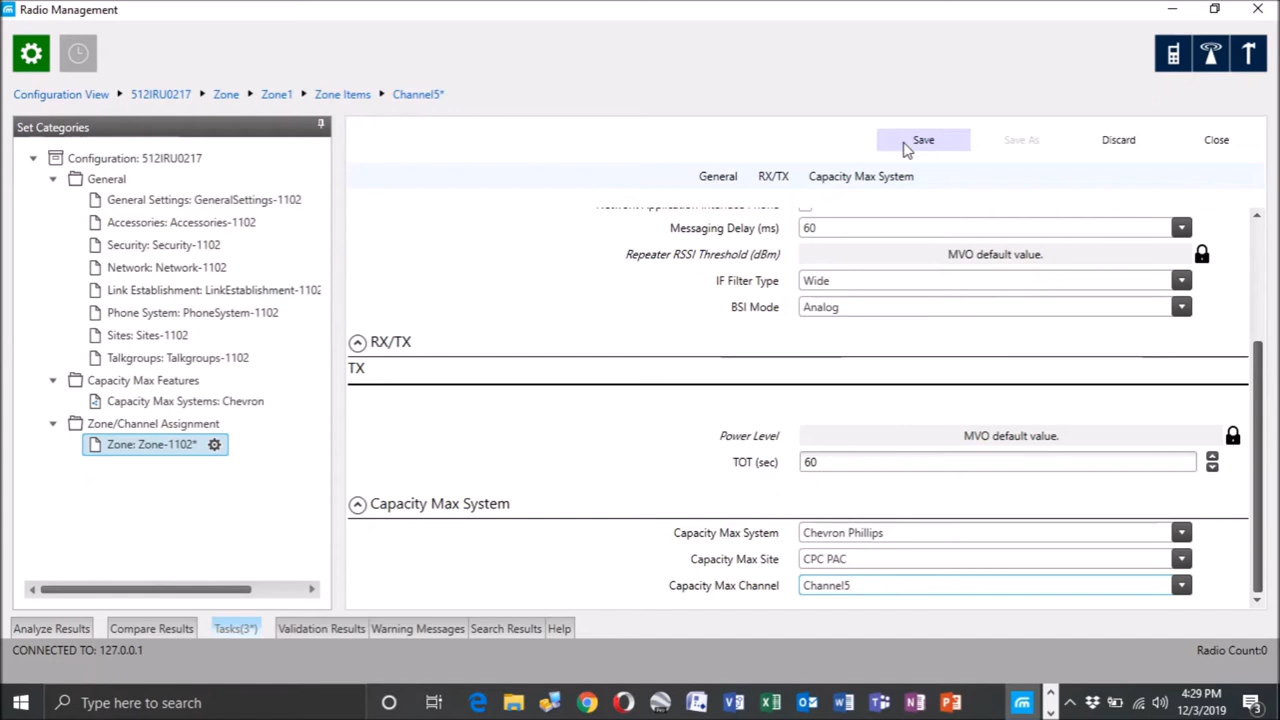 Radio Management
Configuration View 512IRU0217 Zone Zone1 Zone Items Channel5*
Set Categories
Configuration: 512IRU0217
General
General Settings: GeneralSettings-1102
Accessories: Accessories-1102
Security: Security-1102
Network: Network-1102
Link Establishment: LinkEstablishment-1102
Phone System: PhoneSystem-1102
Sites: Sites-1102
Talkgroups: Talkgroups-1102
Capacity Max Features
Capacity Max Systems: Chevron
Zone/Channel Assignment
Zone: Zone-1102*
Save Save As Discard Close
General RX/TX Capacity Max System
Network Application Interface Phone
Messaging Delay (ms) 60
Repeater RSSI Threshold (dBm) MVO default value.
IF Filter Type Wide
BSI Mode Analog
RX/TX
TX
Power Level MVO default value.
TOT (sec) 60
Capacity Max System
Capacity Max System Chevron Phillips
Capacity Max Site CPC PAC
Capacity Max Channel Channel5
Analyze Results Compare Results Tasks(3*) Validation Results Warning Messages Search Results Help
CONNECTED TO: 127.0.0.1 Radio Count:0
Type here to search
4:29 PM
12/3/2019
3